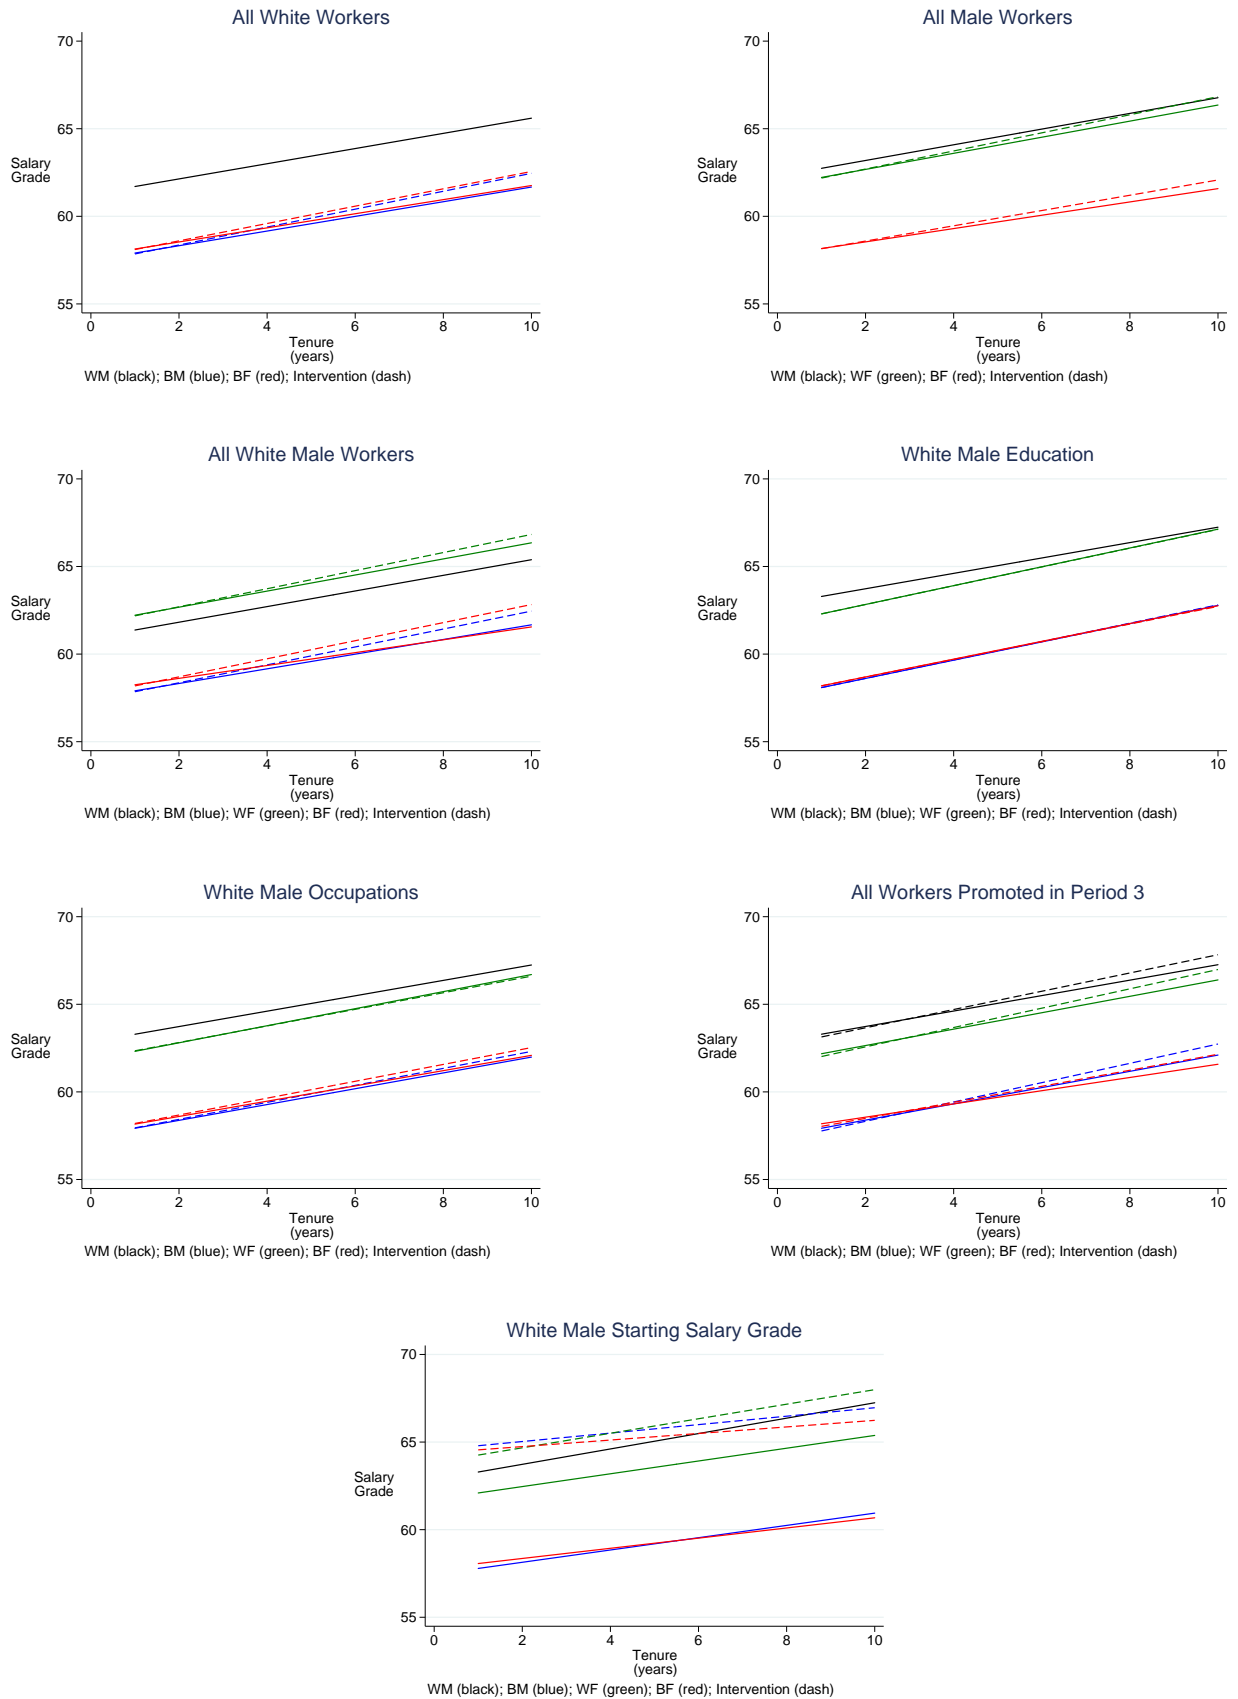 All White Workers
70
65
Salary
Grade
60
55
0 2 4 6 8 10
Tenure
(years)
WM (black); BM (blue); BF (red); Intervention (dash)
All Male Workers
70
65
Salary
Grade
60
55
0 2 4 6 8 10
Tenure
(years)
WM (black); WF (green); BF (red); Intervention (dash)
All White Male Workers
70
65
Salary
Grade
60
55
0 2 4 6 8 10
Tenure
(years)
WM (black); BM (blue); WF (green); BF (red); Intervention (dash)
White Male Education
70
65
Salary
Grade
60
55
0 2 4 6 8 10
Tenure
(years)
WM (black); BM (blue); WF (green); BF (red); Intervention (dash)
White Male Occupations
70
65
Salary
Grade
60
55
0 2 4 6 8 10
Tenure
(years)
WM (black); BM (blue); WF (green); BF (red); Intervention (dash)
All Workers Promoted in Period 3
70
65
Salary
Grade
60
55
0 2 4 6 8 10
Tenure
(years)
WM (black); BM (blue); WF (green); BF (red); Intervention (dash)
White Male Starting Salary Grade
70
65
Salary
Grade
60
55
0 2 4 6 8 10
Tenure
(years)
WM (black); BM (blue); WF (green); BF (red); Intervention (dash)